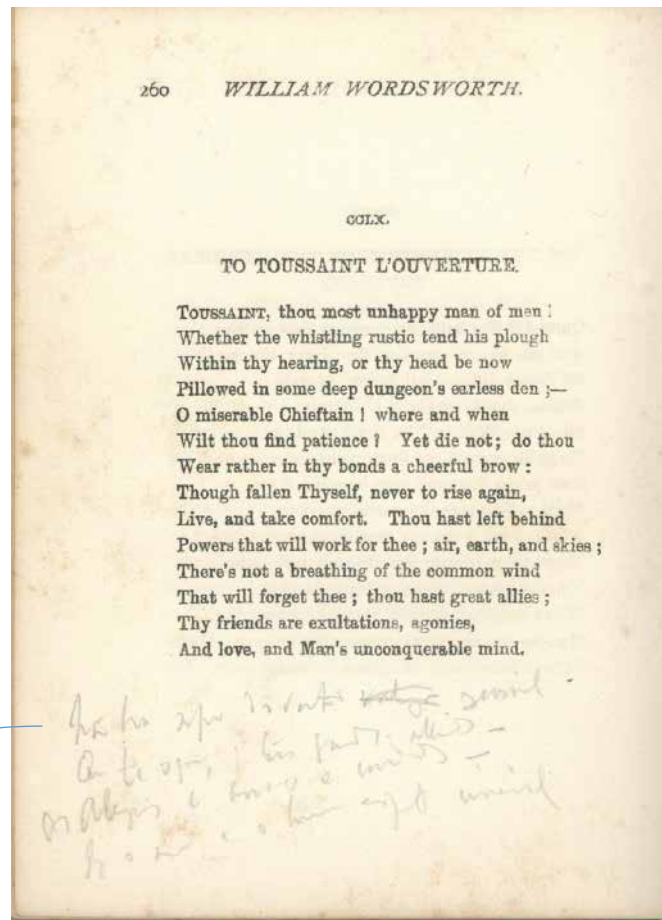 260 WILLIAM WORDSWORTH.
CCLX.
TO TOUSSAINT L'OUVERTURE.
TOUSSAINT, thou most unhappy man of men!
Whether the whistling rustic tend his plough
Within thy hearing, or thy head be now
Pillowed in some deep dungeon's earless den ;—
O miserable Chieftain ! where and when
Wilt thou find patience ? Yet die not ; do thou
Wear rather in thy bonds a cheerful brow :
Though fallen Thyself, never to rise again,
Live, and take comfort. Thou hast left behind
Powers that will work for thee ; air, earth, and skies ;
There's not a breathing of the common wind
That will forget thee ; thou hast great allies ;
Thy friends are exultations, agonies,
And love, and Man's unconquerable mind.